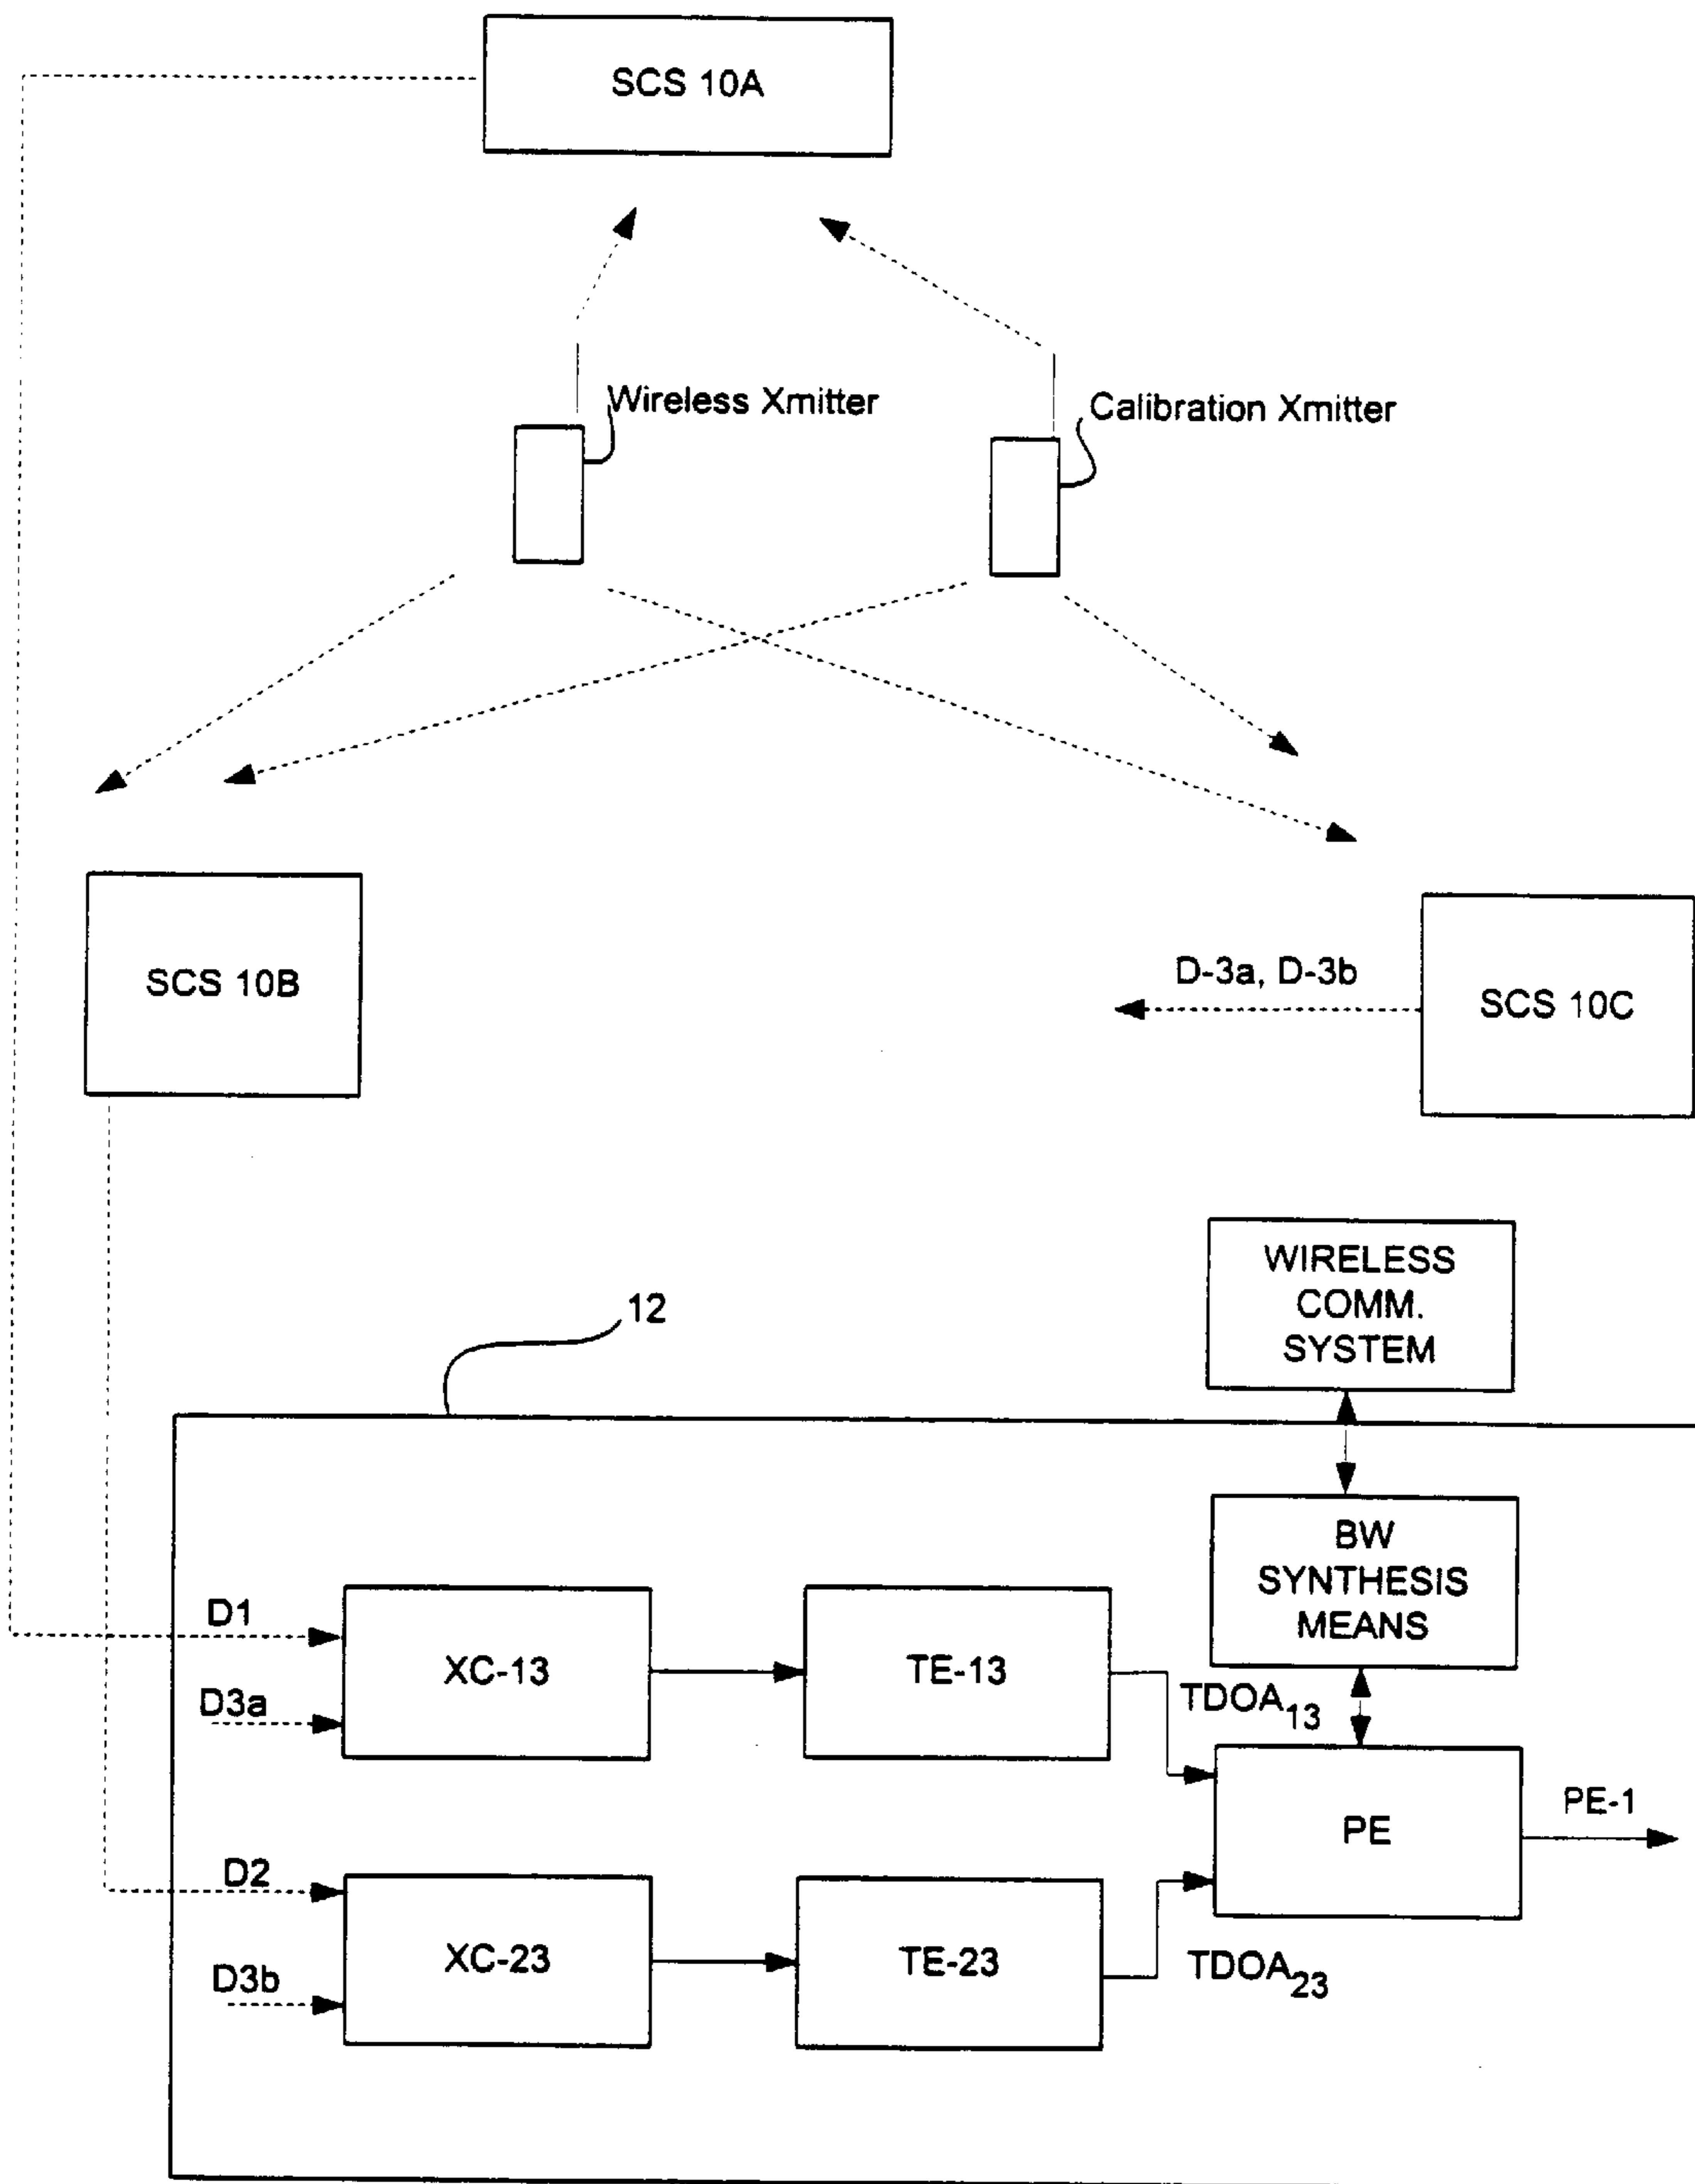 SCS 10A
Wireless Xmitter
Calibration Xmitter
SCS 10B
D-3a, D-3b
SCS 10C
WIRELESS
COMM.
SYSTEM
12
BW
SYNTHESIS
MEANS
D1
XC-13
TE-13
D3a
TDOA13
PE-1
PE
D2
XC-23
TE-23
D3b
TDOA23